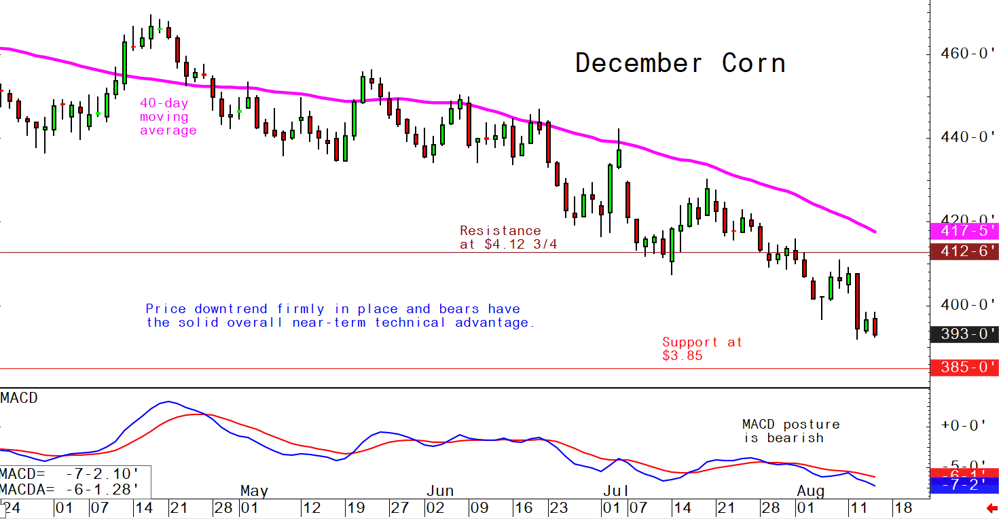 December Corn
460-0'
40-day
moving
average
440-0'
420-0'
417-5'
Resistance
at $4.12 3/4
412-6'
Price downtrend firmly in place and bears have
the solid overall near-term technical advantage.
400-0'
393-0'
Support at
$3.85
385-0'
MACD
MACD posture
is bearish
+0-0'
-5-0'
-6-1'
-7-2'
MACD= -7-2.10'
MACDA= -6-1.28'
May Jun Jul Aug
24 01 07 14 21 28 01 12 19 27 02 09 16 23 01 07 14 21 28 01 11 18